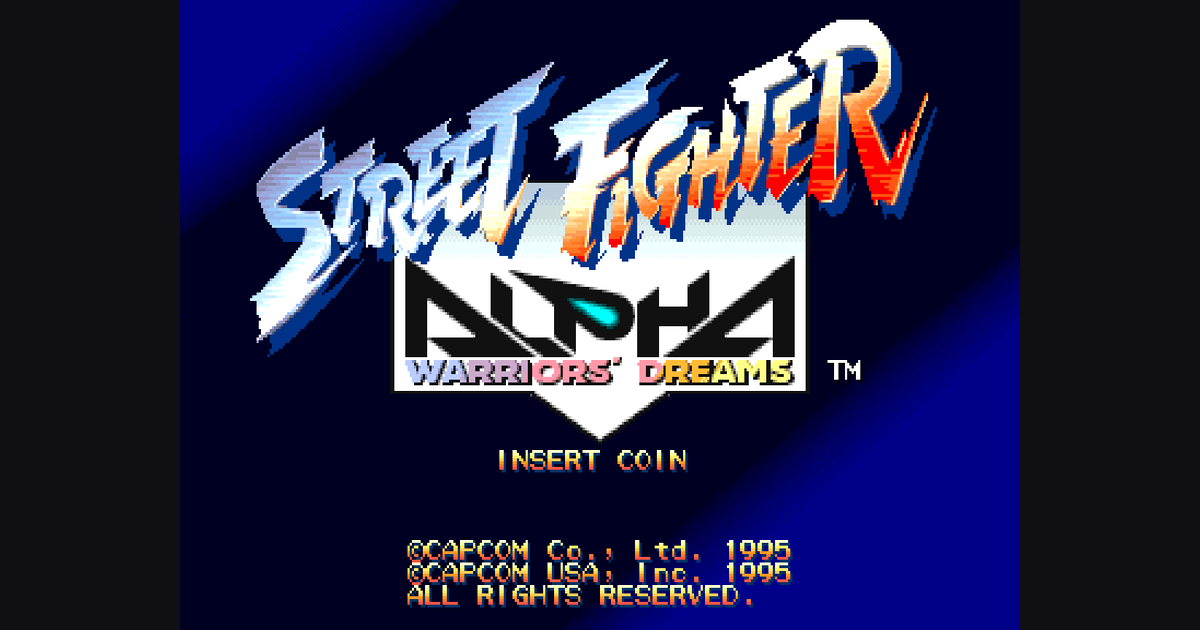 STREET FIGHTER
ALPHA
WARRIORS' DREAMS
TM
INSERT COIN
©CAPCOM Co., Ltd. 1995
©CAPCOM USA, Inc. 1995
ALL RIGHTS RESERVED.